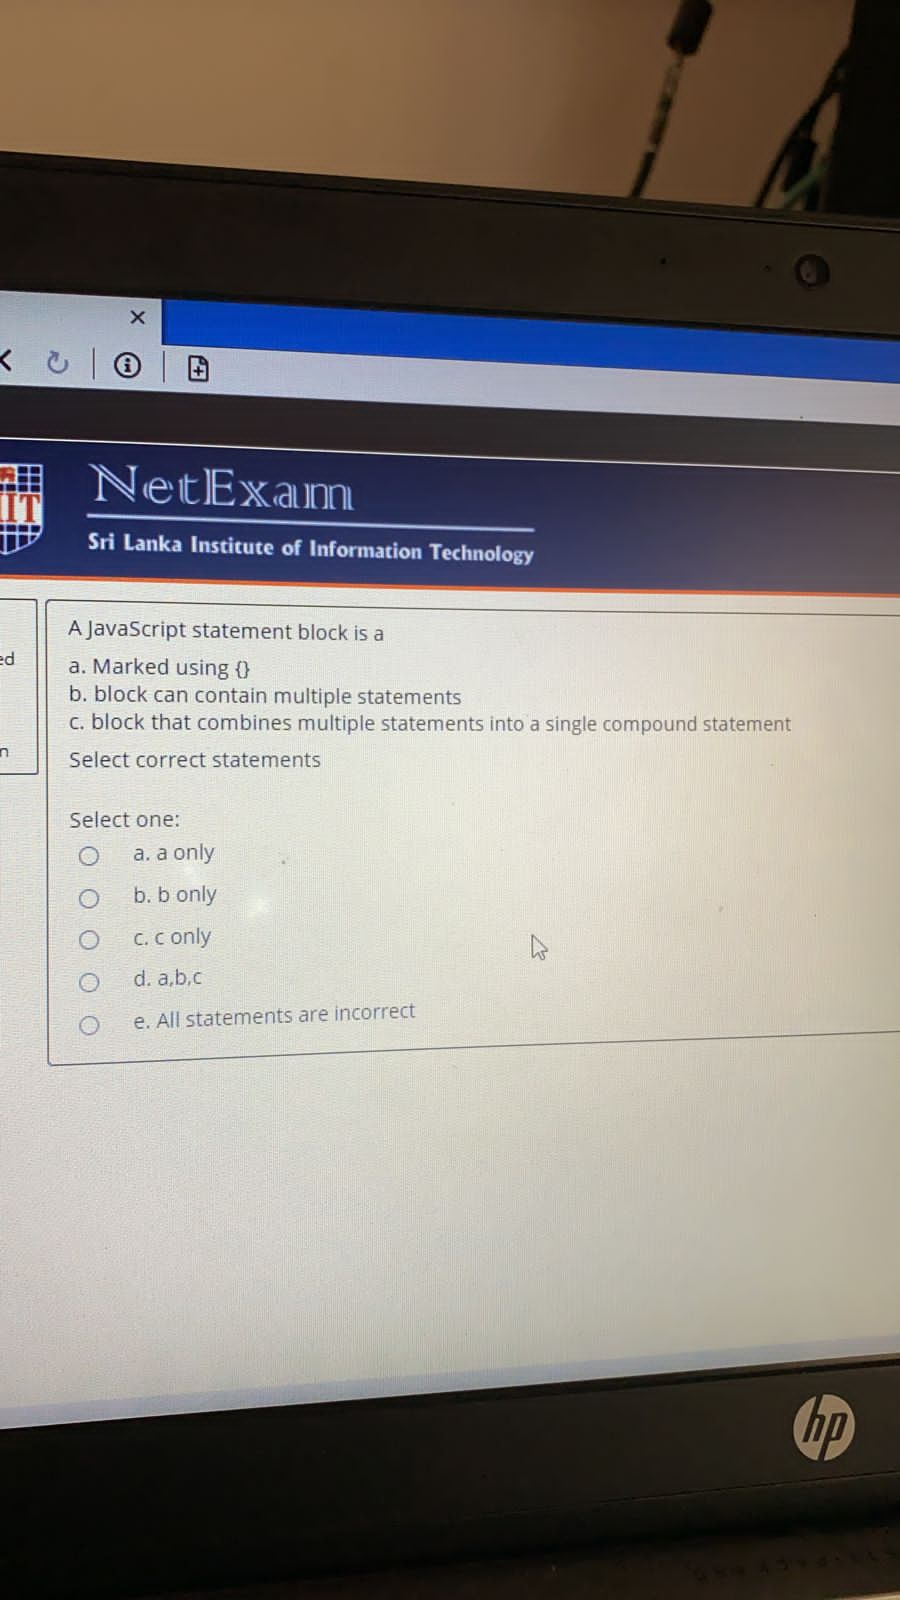 NetExam
IIT
Sri Lanka Institute of Information Technology
A JavaScript statement block is a
ed
a. Marked using {}
b. block can contain multiple statements
c. block that combines multiple statements into a single compound statement
n
Select correct statements
Select one:
a. a only
b. b only
c. c only
d. a,b,c
e. All statements are incorrect
hp